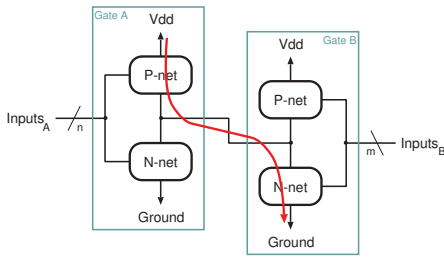 Gate A
Vdd
P-net
Inputs_A
n
N-net
Ground
Gate B
Vdd
P-net
Inputs_B
m
N-net
Ground